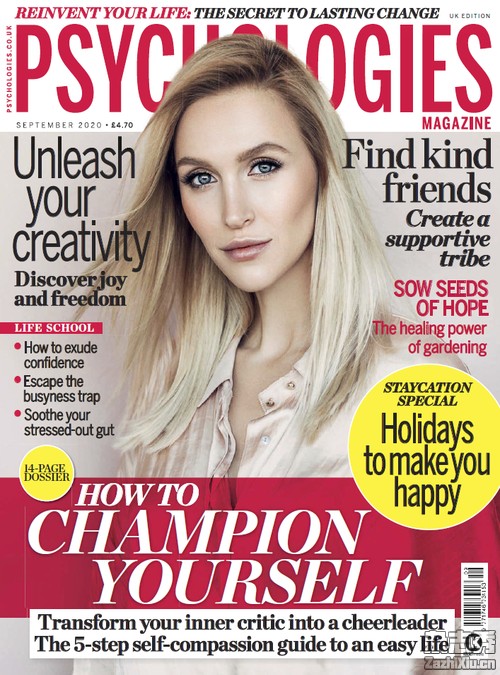 REINVENT YOUR LIFE: THE SECRET TO LASTING CHANGE
UK EDITION
PSYCHOLOGIES.CO.UK
PSYCHOLOGIES
MAGAZINE
SEPTEMBER 2020 • £4.70
Unleash
your
creativity
Discover joy
and freedom
LIFE SCHOOL
• How to exude
confidence
• Escape the
busyness trap
• Soothe your
stressed-out gut
Find kind
friends
Create a
supportive
tribe
SOW SEEDS
OF HOPE
The healing power
of gardening
STAYCATION
SPECIAL
Holidays
to make you
happy
14-PAGE
DOSSIER
HOW TO
CHAMPION
YOURSELF
Transform your inner critic into a cheerleader
The 5-step self-compassion guide to an easy life
K
ZazhiXiu.cn